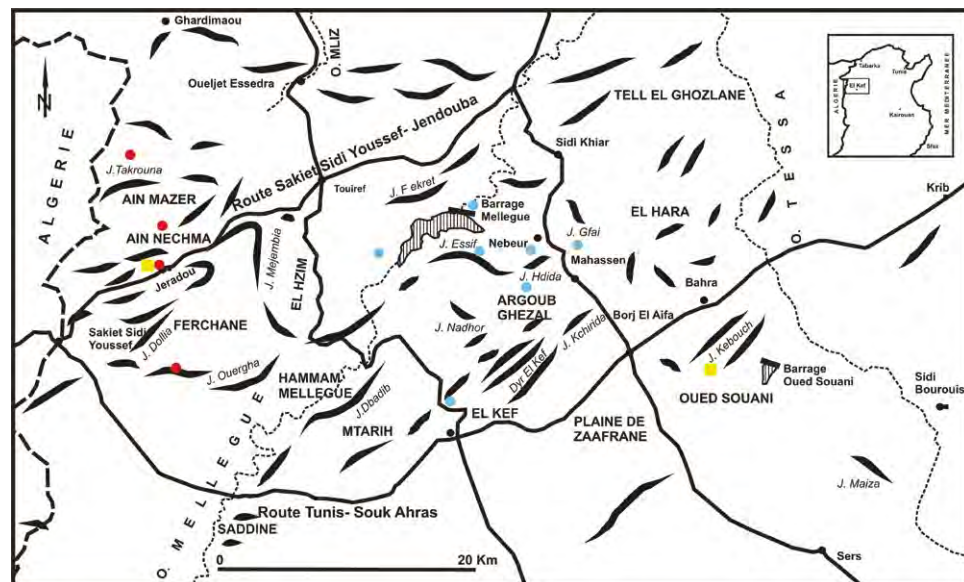 Ghardimaou
N
Oueljet Essedra
O. MLIZ
Tabarka
Tunis
El Kef
Kairouan
Sfax
ALGERIE
MER MEDITERRANEE
TELL EL GHOZLANE
O. TESSA
ALGERIE
J.Takrouna
Route Sakiet Sidi Youssef- Jendouba
Sidi Khiar
AIN MAZER
Touiref
J. Fekret
Barrage
Mellegue
EL HARA
Krib
AIN NECHMA
J. Mejembia
EL HZIM
J. Essif
Nebeur
J. Gfai
Mahassen
Jeradou
J. Hdida
Bahra
ARGOUB
GHEZAL
Borj El Aifa
Sakiet Sidi
Youssef
J. Dollia
FERCHANE
J. Nadhor
J. Kchirida
J. Kebouch
J. Ouergha
HAMMAM
MELLEGUE
J.Dbadib
Dyr El Kef
Barrage
Oued Souani
OUED SOUANI
Sidi
Bourouis
MTARIH
EL KEF
PLAINE DE
ZAAFRANE
J. Maiza
O. MELLEGUE
Route Tunis- Souk Ahras
SADDINE
Sers
0
20 Km